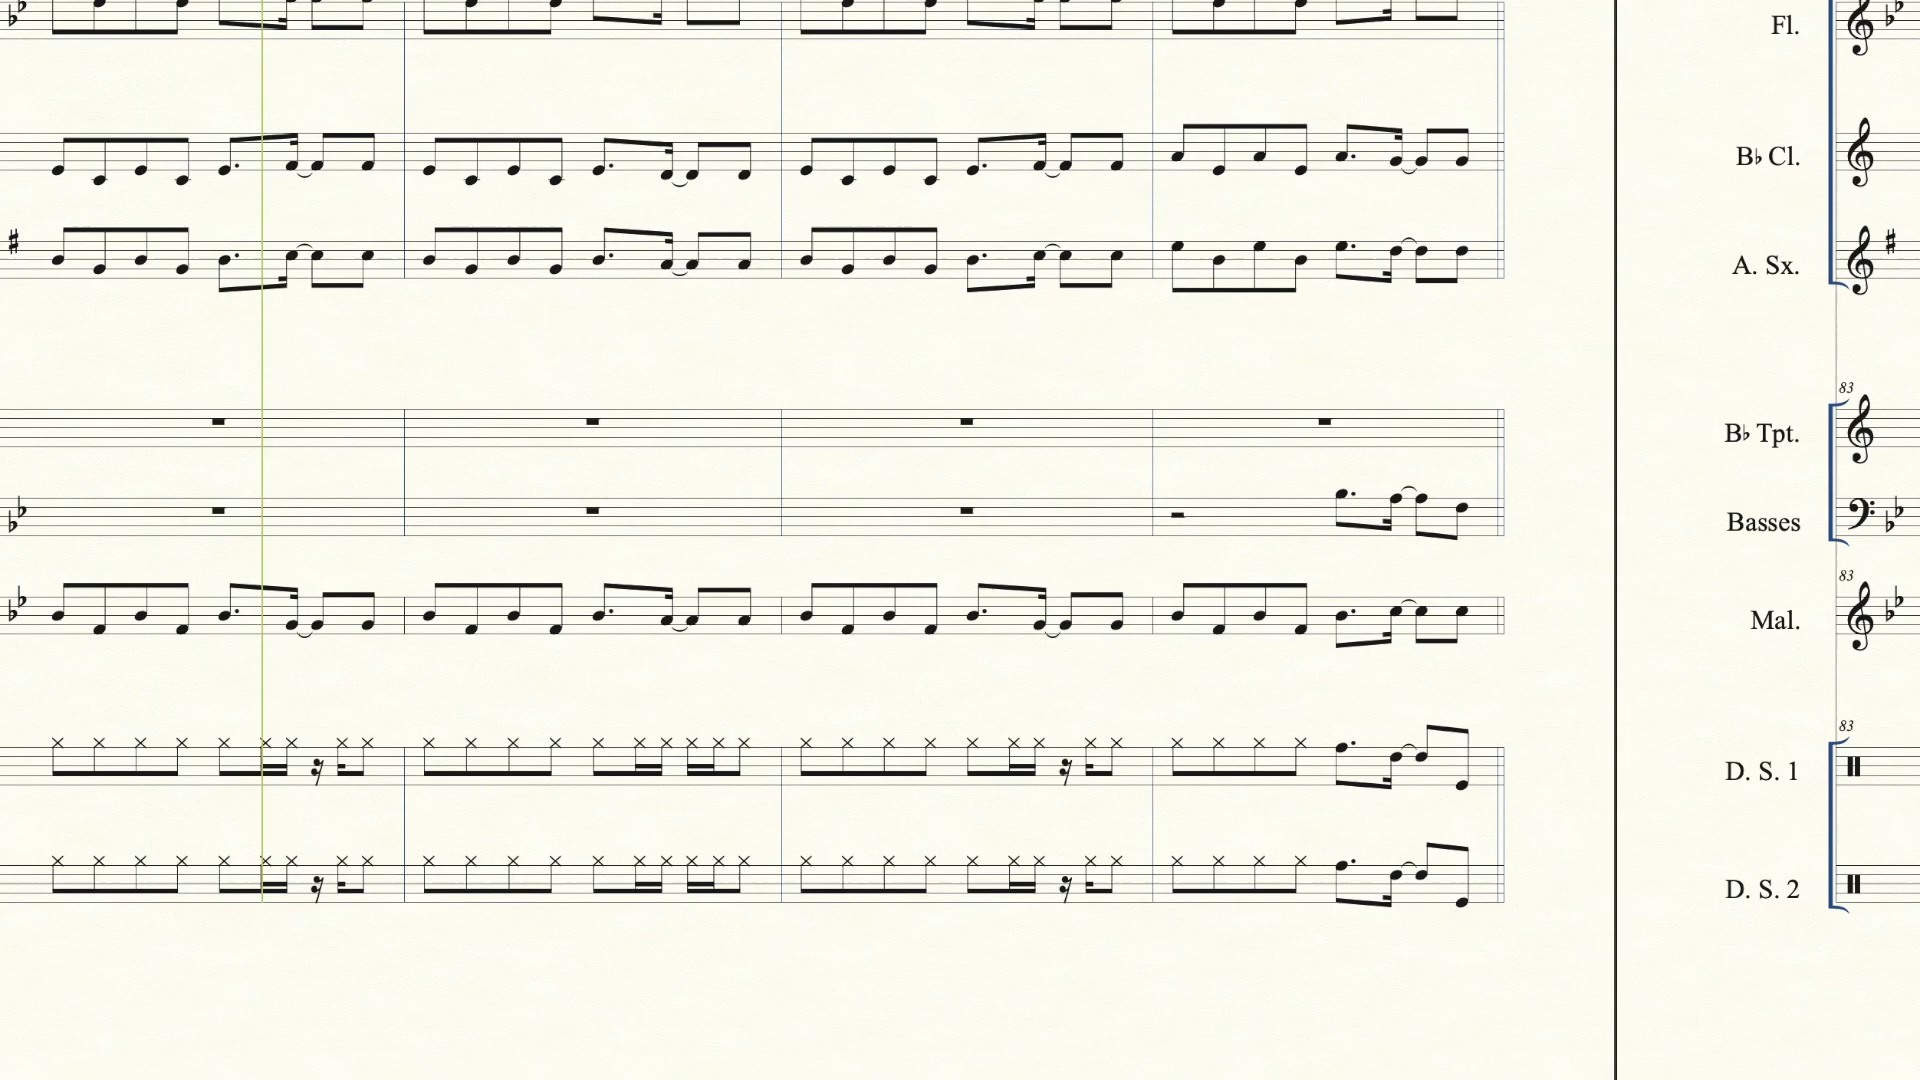 Fl.
B♭ Cl.
A. Sx.
83
B♭ Tpt.
Basses
83
Mal.
83
D. S. 1
D. S. 2